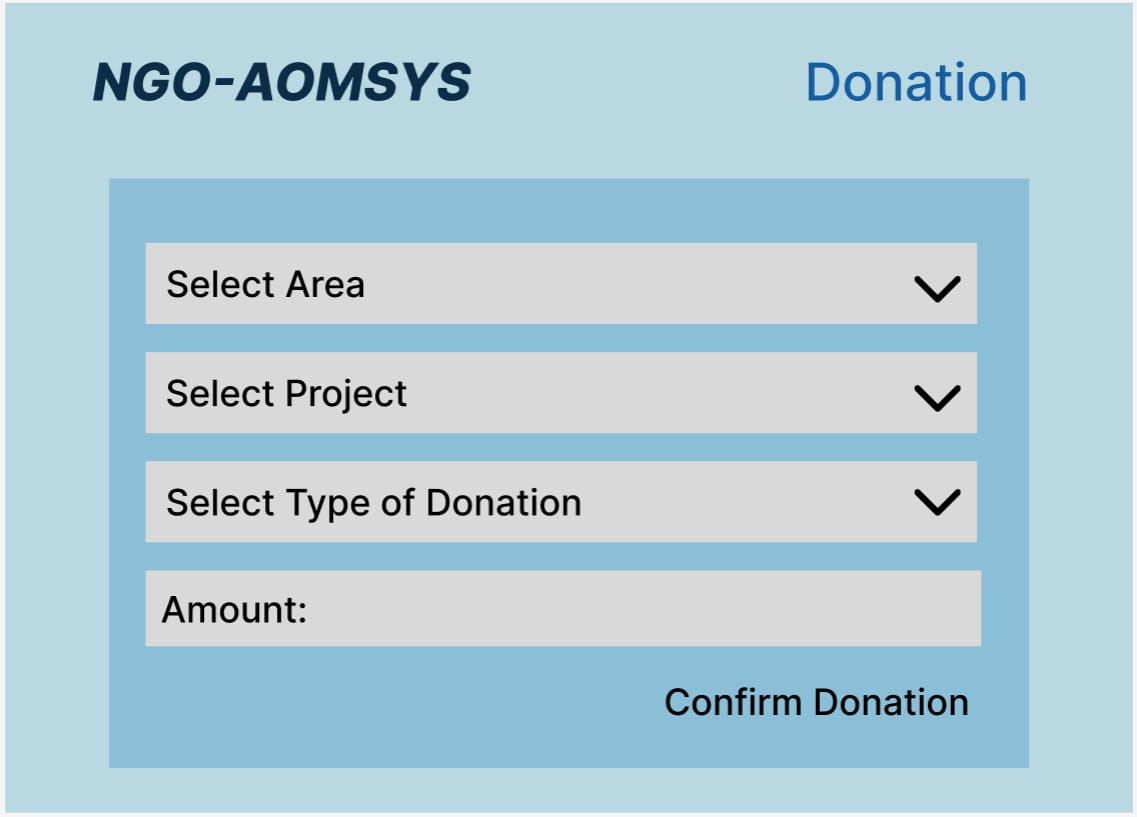 NGO-AOMSYS
Donation
Select Area
Select Project
Select Type of Donation
Amount:
Confirm Donation